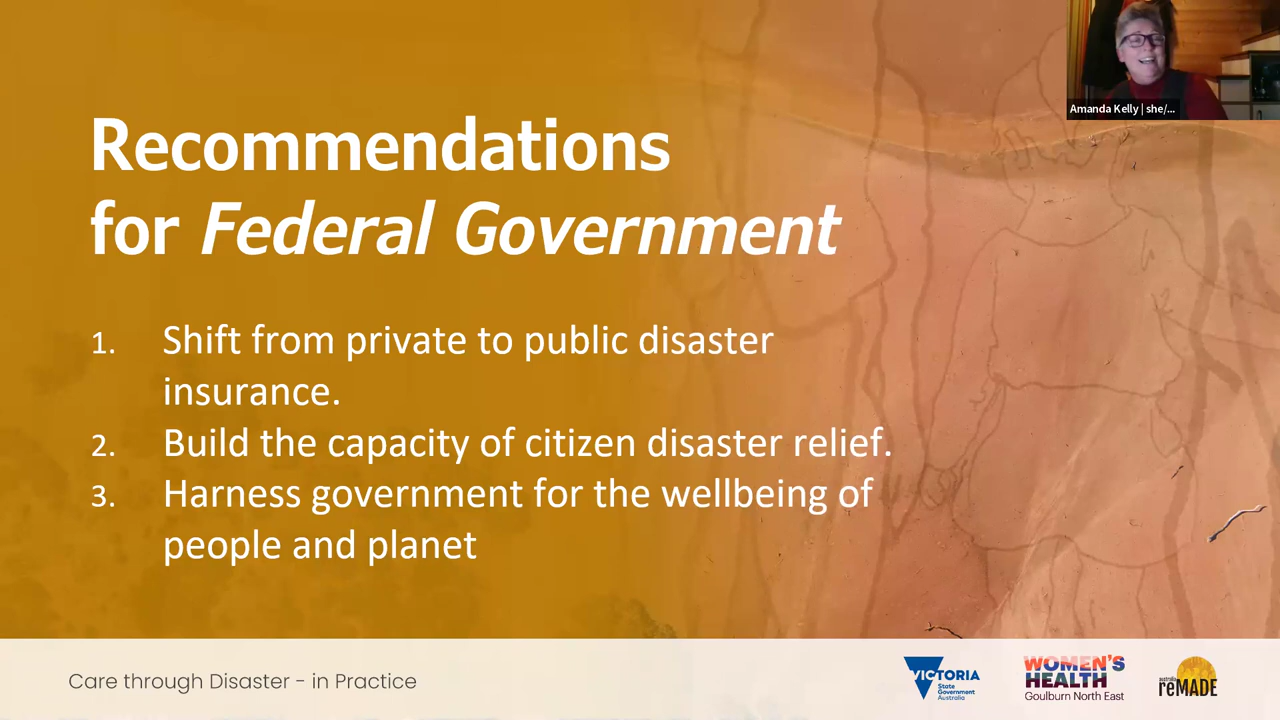 Amanda Kelly | she/...
Recommendations
for Federal Government
1. Shift from private to public disaster
insurance.
2. Build the capacity of citizen disaster relief.
3. Harness government for the wellbeing of
people and planet
Care through Disaster - in Practice
VICTORIA
State
Government
Australia
WOMEN'S
HEALTH
Goulburn North East
australia
reMADE